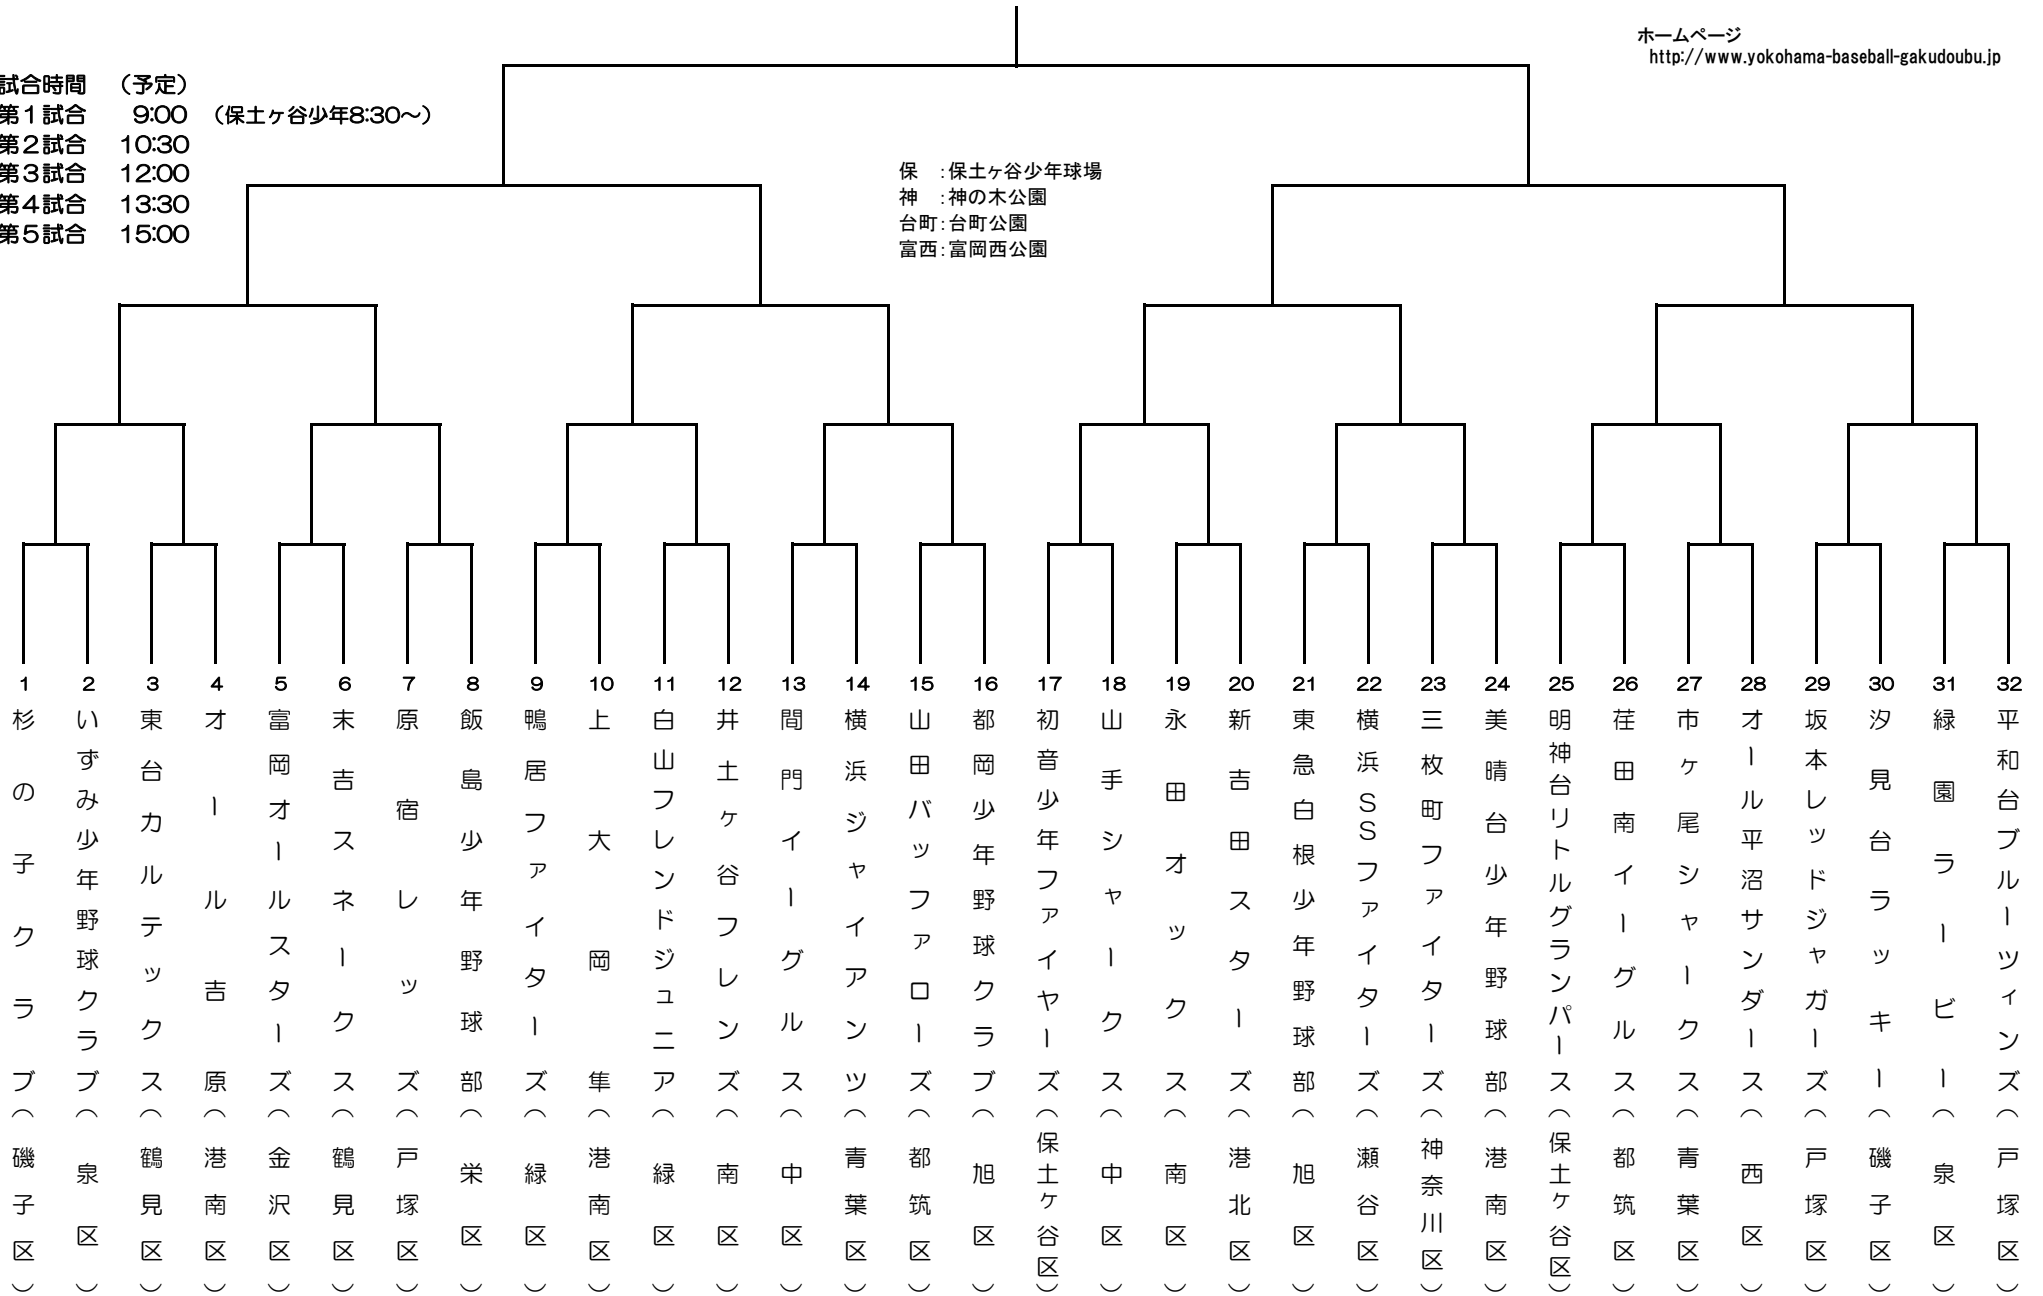 ホームページ
http://www.yokohama-baseball-gakudoubu.jp
試合時間 （予定）
第1試合 9:00 （保土ヶ谷少年8:30～）
第2試合 10:30
第3試合 12:00
第4試合 13:30
第5試合 15:00
保 ：保土ヶ谷少年球場
神 ：神の木公園
台町：台町公園
富西：富岡西公園
1 杉の子クラブ（磯子区）
2 いずみ少年野球クラブ（泉区）
3 東台カルテックス（鶴見区）
4 オール吉原（港南区）
5 富岡オールスターズ（金沢区）
6 末吉スネークス（鶴見区）
7 原宿レッズ（戸塚区）
8 飯島少年野球部（栄区）
9 鴨居ファイターズ（緑区）
10 上大岡隼（港南区）
11 白山フレンドジュニア（緑区）
12 井土ヶ谷フレンズ（南区）
13 間門イーグルス（中区）
14 横浜ジャイアンツ（青葉区）
15 山田バッファローズ（都筑区）
16 都岡少年野球クラブ（旭区）
17 初音少年ファイヤーズ（保土ヶ谷区）
18 山手シャークス（中区）
19 永田オックス（南区）
20 新吉田スターズ（港北区）
21 東急白根少年野球部（旭区）
22 横浜SSファイターズ（瀬谷区）
23 三枚町ファイターズ（神奈川区）
24 美晴台少年野球部（港南区）
25 明神台リトルグランパース（保土ヶ谷区）
26 荏田南イーグルス（都筑区）
27 市ヶ尾シャークス（青葉区）
28 オール平沼サンダース（西区）
29 坂本レッドジャガーズ（戸塚区）
30 汐見台ラッキー（磯子区）
31 緑園ラービー（泉区）
32 平和台ブルーツィンズ（戸塚区）